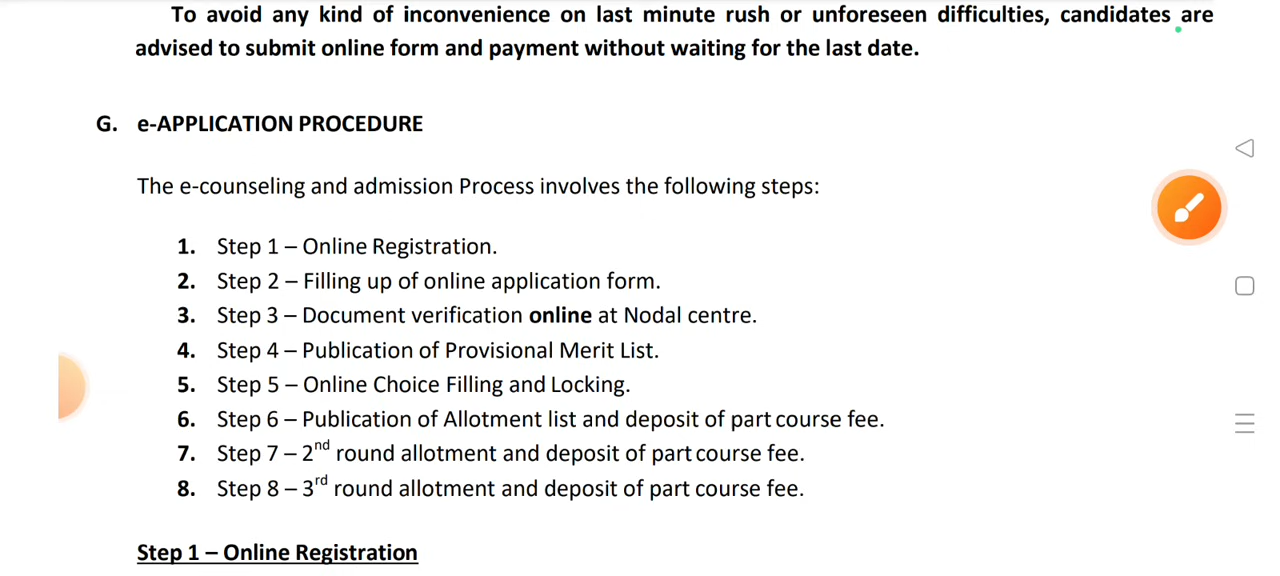 To avoid any kind of inconvenience on last minute rush or unforeseen difficulties, candidates are
advised to submit online form and payment without waiting for the last date.
G. e-APPLICATION PROCEDURE
The e-counseling and admission Process involves the following steps:
1. Step 1 – Online Registration.
2. Step 2 – Filling up of online application form.
3. Step 3 – Document verification online at Nodal centre.
4. Step 4 – Publication of Provisional Merit List.
5. Step 5 – Online Choice Filling and Locking.
6. Step 6 – Publication of Allotment list and deposit of part course fee.
7. Step 7 – 2nd round allotment and deposit of part course fee.
8. Step 8 – 3rd round allotment and deposit of part course fee.
Step 1 – Online Registration